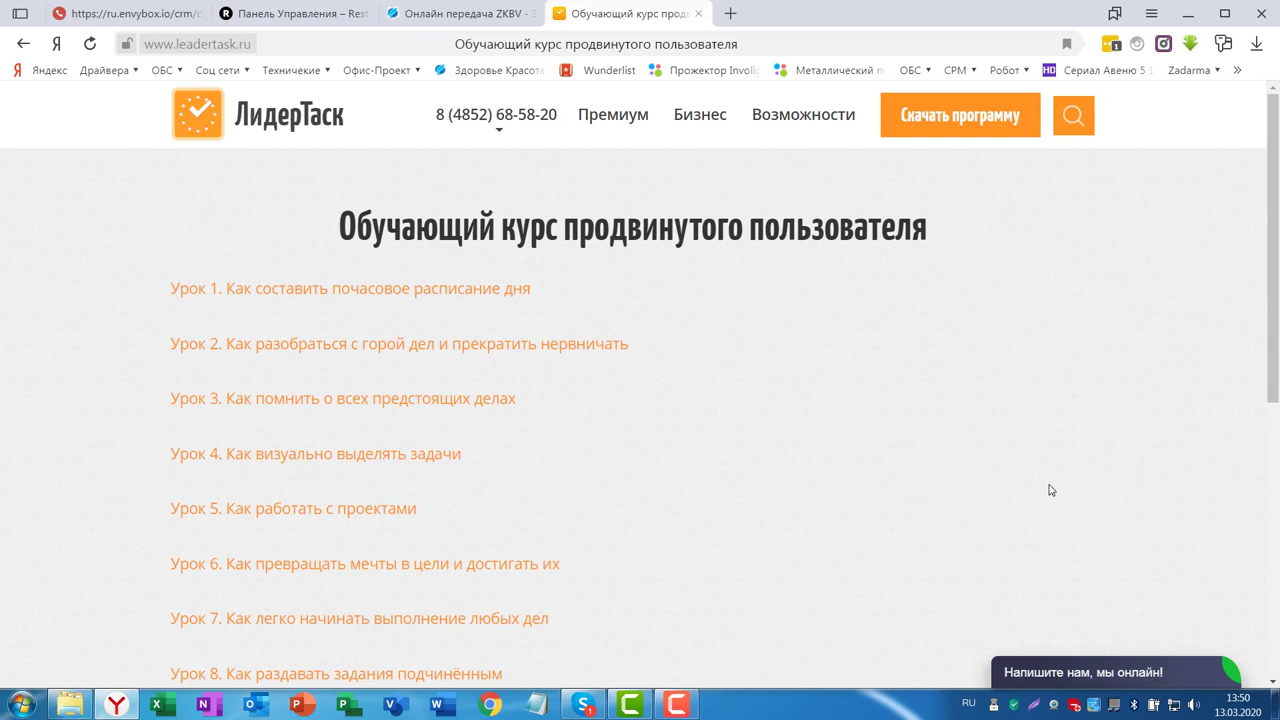 https://ru.envybox.io/crm/c
Панель Управления – Rest
Онлайн передача ZKBV - Э
Обучающий курс прод
www.leadertask.ru
Обучающий курс продвинутого пользователя
Яндекс
Драйвера
ОБС
Соц сети
Техничекие
Офис-Проект
Здоровье Красота
Wunderlist
Прожектор Involig
Металлический п
ОБС
СРМ
Робот
Сериал Авеню 5 1
Zadarma
ЛидерТаск
8 (4852) 68-58-20
Премиум
Бизнес
Возможности
Скачать программу
Обучающий курс продвинутого пользователя
Урок 1. Как составить почасовое расписание дня
Урок 2. Как разобраться с горой дел и прекратить нервничать
Урок 3. Как помнить о всех предстоящих делах
Урок 4. Как визуально выделять задачи
Урок 5. Как работать с проектами
Урок 6. Как превращать мечты в цели и достигать их
Урок 7. Как легко начинать выполнение любых дел
Урок 8. Как раздавать задания подчинённым
Напишите нам, мы онлайн!
RU
13:50
13.03.2020